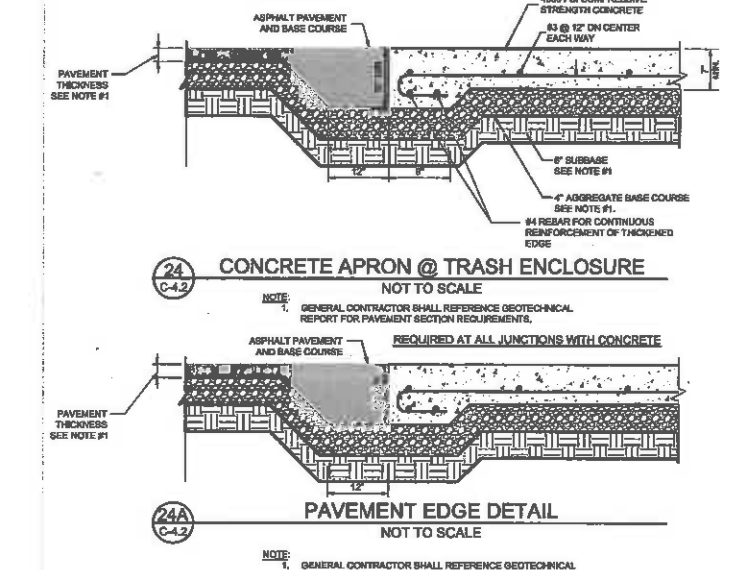 STRENGTH CONCRETE
ASPHALT PAVEMENT
AND BASE COURSE
#3 @ 12" ON CENTER
EACH WAY
PAVEMENT
THICKNESS
SEE NOTE #1
7"
MIN.
6" SUBBASE
SEE NOTE #1
12"
4" AGGREGATE BASE COURSE
SEE NOTE #1.
#4 REBAR FOR CONTINUOUS
REINFORCEMENT OF THICKENED
EDGE
24
C-4.2
CONCRETE APRON @ TRASH ENCLOSURE
NOT TO SCALE
NOTE:
1. GENERAL CONTRACTOR SHALL REFERENCE GEOTECHNICAL
REPORT FOR PAVEMENT SECTION REQUIREMENTS.
ASPHALT PAVEMENT
AND BASE COURSE
REQUIRED AT ALL JUNCTIONS WITH CONCRETE
PAVEMENT
THICKNESS
SEE NOTE #1
12"
24A
C-4.2
PAVEMENT EDGE DETAIL
NOT TO SCALE
NOTE:
1. GENERAL CONTRACTOR SHALL REFERENCE GEOTECHNICAL